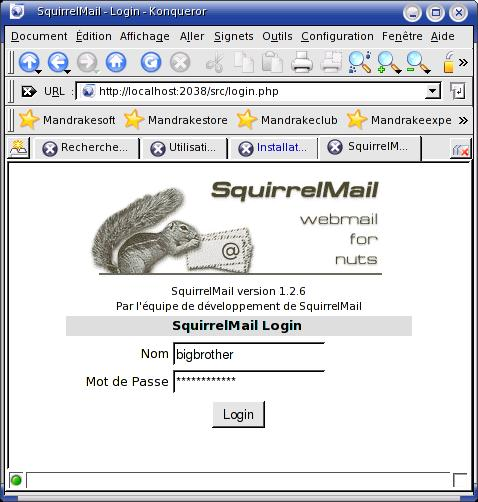 SquirrelMail - Login - Konqueror
Document Édition Affichage Aller Signets Outils Configuration Fenêtre Aide
URL : http://localhost:2038/src/login.php
Mandrakesoft Mandrakestore Mandrakeclub Mandrakeexpe
Recherche... Utilisati... Installat... SquirrelM...
SquirrelMail
webmail
for
nuts
@
SquirrelMail version 1.2.6
Par l'équipe de développement de SquirrelMail
SquirrelMail Login
Nom bigbrother
Mot de Passe ************
Login